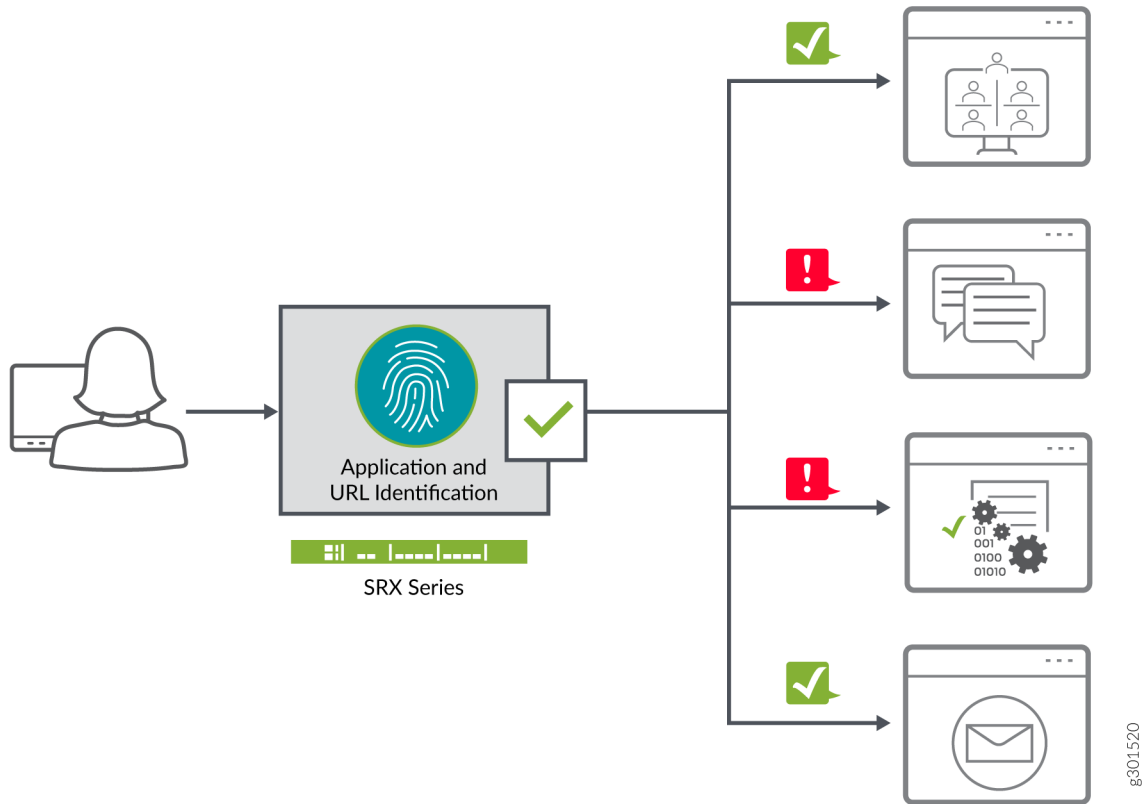 Application and
URL Identification
SRX Series
01
001
0100
01010
g301520